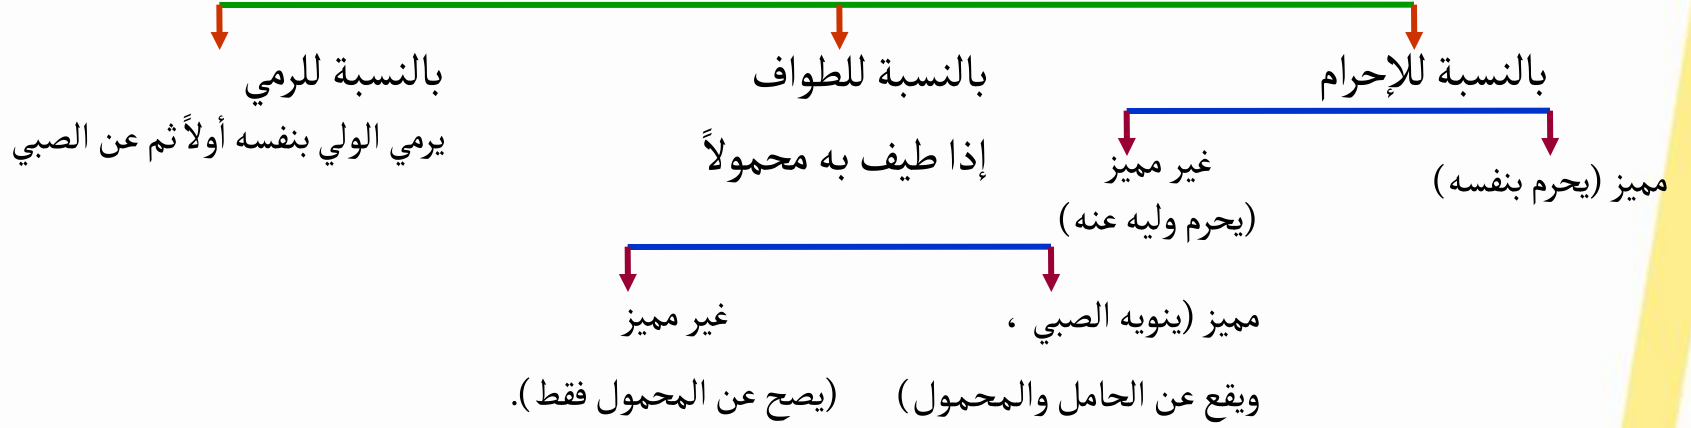 بالنسبة للإحرام
بالنسبة للطواف
بالنسبة للرمي
مميز (يحرم بنفسه)
غير مميز
(يحرم وليه عنه)
إذا طيف به محمولاً
يرمي الولي بنفسه أولاً ثم عن الصبي
مميز (ينويه الصبي ،
ويقع عن الحامل والمحمول)
غير مميز
(يصح عن المحمول فقط).